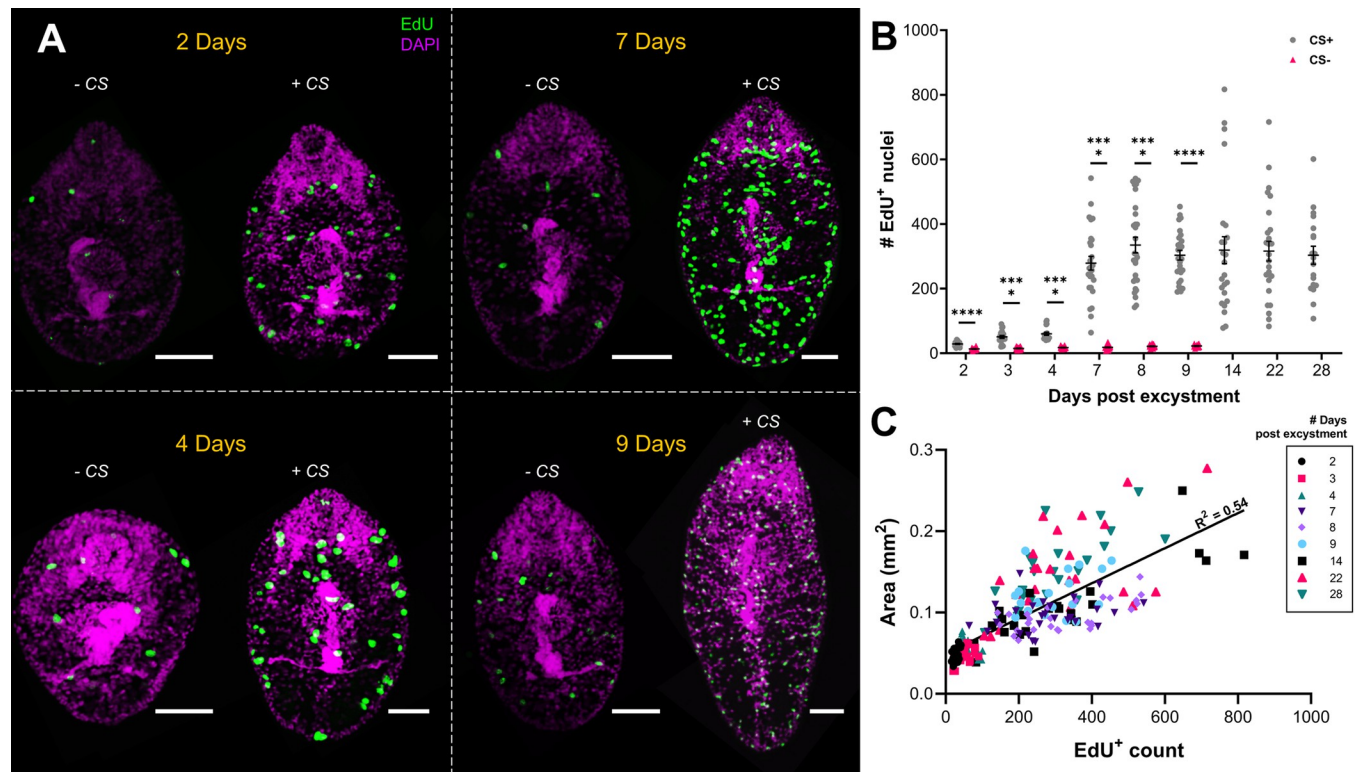 A
EdU
DAPI
2 Days
- CS
+ CS
7 Days
- CS
+ CS
4 Days
- CS
+ CS
9 Days
- CS
+ CS
B
# EdU+ nuclei
1000
800
600
400
200
0
CS+
CS-
****
***
*
***
*
***
*
***
*
****
2 3 4 7 8 9 14 22 28
Days post excystment
C
# Days
post excystment
2
3
4
7
8
9
14
22
28
Area (mm2)
0.3
0.2
0.1
0.0
R2 = 0.54
0 200 400 600 800 1000
EdU+ count